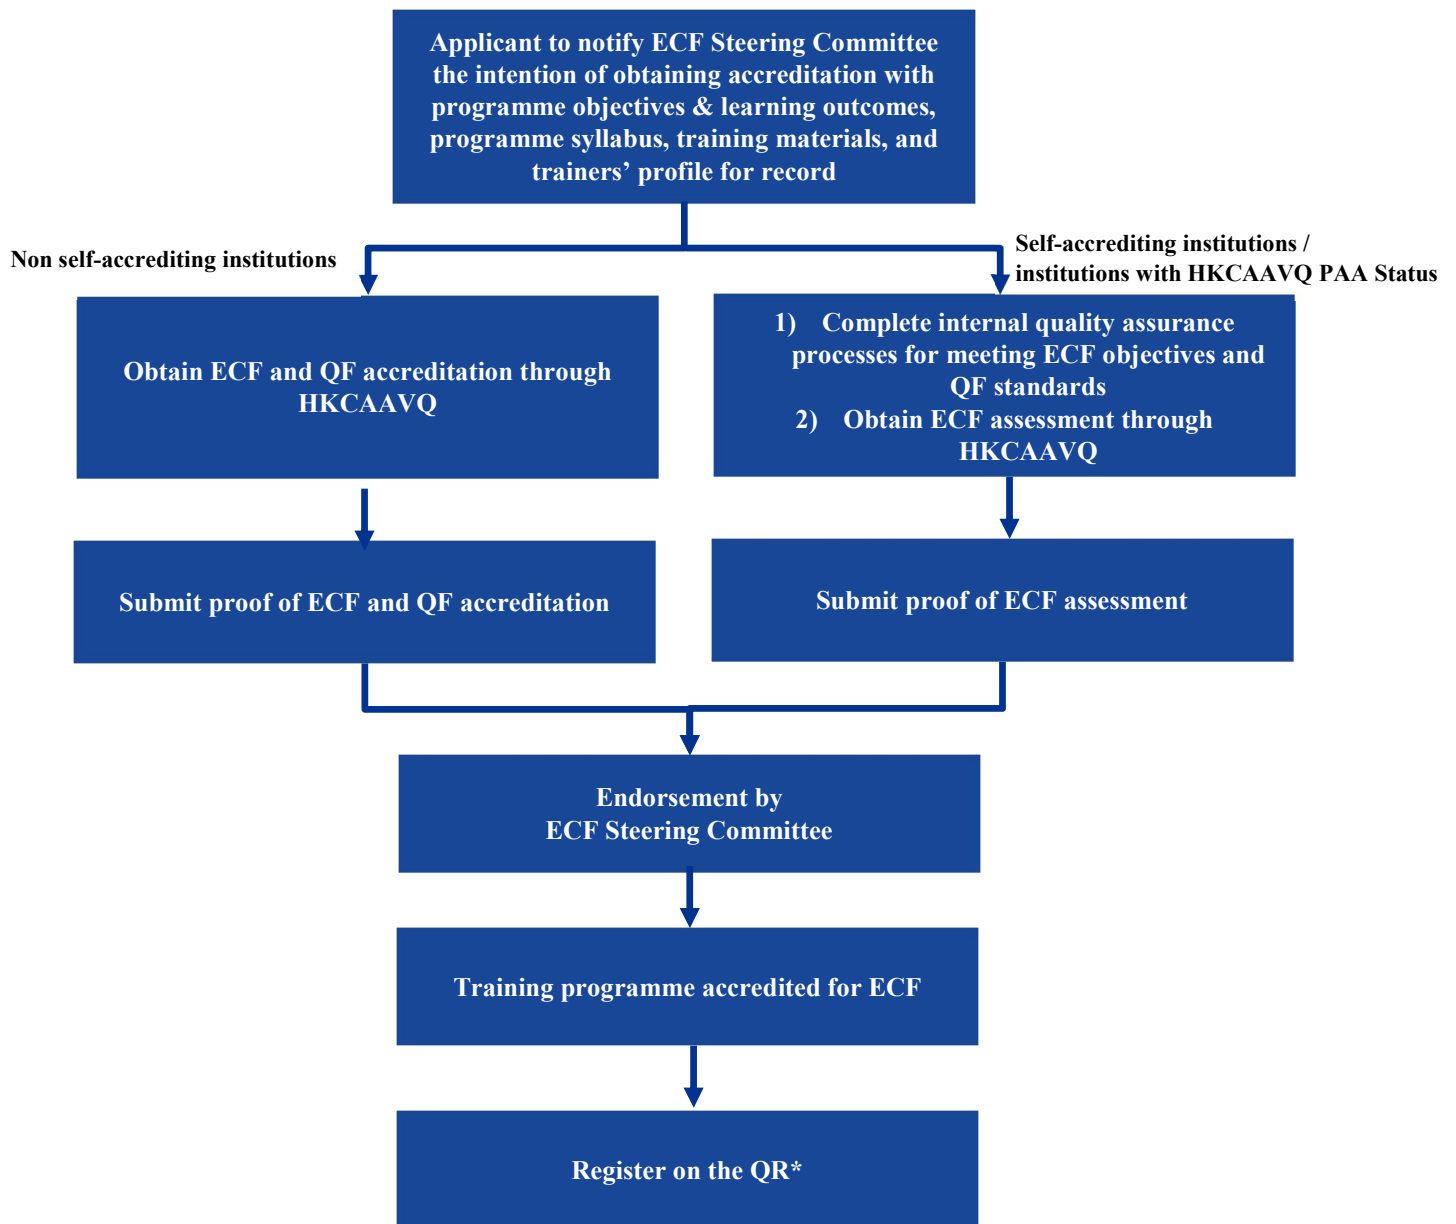 Applicant to notify ECF Steering Committee
the intention of obtaining accreditation with
programme objectives & learning outcomes,
programme syllabus, training materials, and
trainers’ profile for record
Non self-accrediting institutions
Self-accrediting institutions /
institutions with HKCAAVQ PAA Status
Obtain ECF and QF accreditation through
HKCAAVQ
1) Complete internal quality assurance
processes for meeting ECF objectives and
QF standards
2) Obtain ECF assessment through
HKCAAVQ
Submit proof of ECF and QF accreditation
Submit proof of ECF assessment
Endorsement by
ECF Steering Committee
Training programme accredited for ECF
Register on the QR*